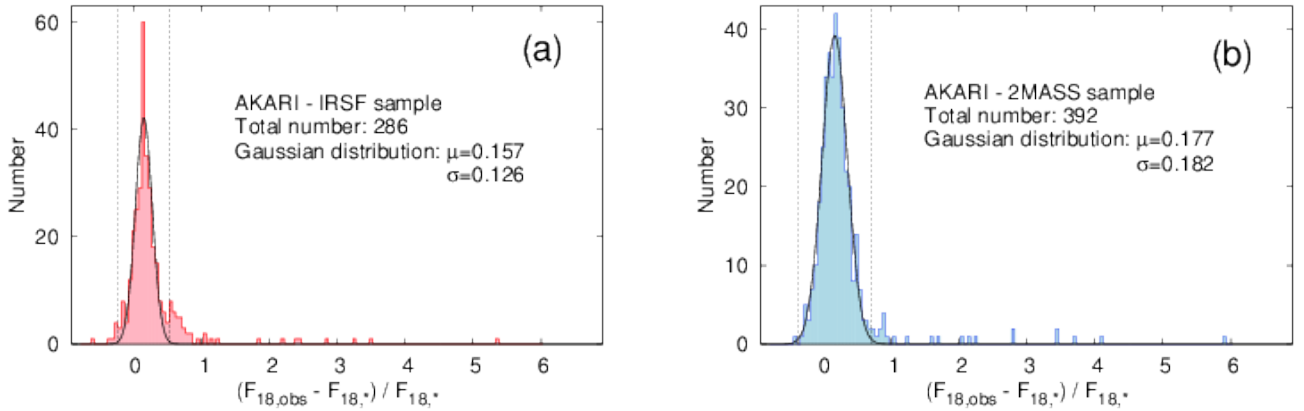 60
40
20
0
Number
(a)
AKARI - IRSF sample
Total number: 286
Gaussian distribution: μ=0.157
σ=0.126
0 1 2 3 4 5 6
(F18,obs - F18,*) / F18,*
40
30
20
10
0
Number
(b)
AKARI - 2MASS sample
Total number: 392
Gaussian distribution: μ=0.177
σ=0.182
0 1 2 3 4 5 6
(F18,obs - F18,*) / F18,*